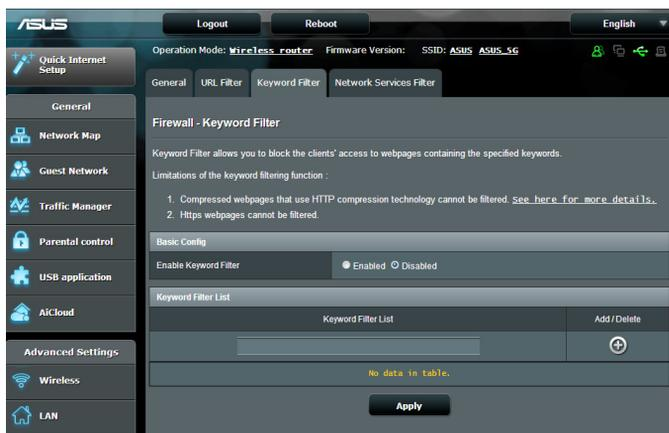 ASUS Logout Reboot English
Operation Mode: Wireless router Firmware Version: SSID: ASUS ASUS_5G
Quick Internet
Setup
General URL Filter Keyword Filter Network Services Filter
General
Network Map
Guest Network
Traffic Manager
Parental control
USB application
AiCloud
Advanced Settings
Wireless
LAN
Firewall - Keyword Filter
Keyword Filter allows you to block the clients' access to webpages containing the specified keywords.
Limitations of the keyword filtering function :
1. Compressed webpages that use HTTP compression technology cannot be filtered. See here for more details.
2. Https webpages cannot be filtered.
Basic Config
Enable Keyword Filter Enabled Disabled
Keyword Filter List
Keyword Filter List Add / Delete
No data in table.
Apply